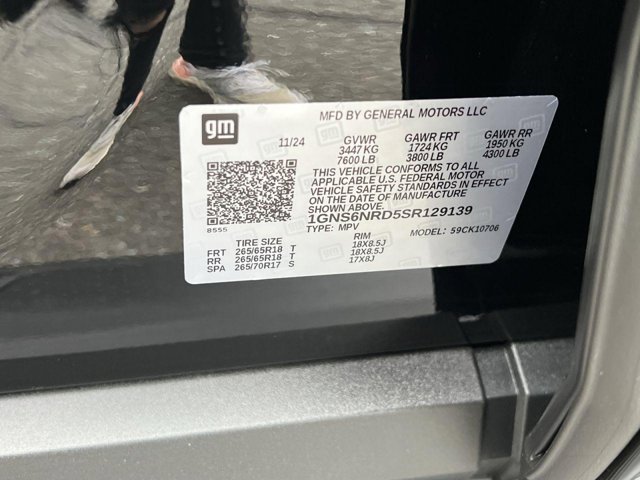 gm
MFD BY GENERAL MOTORS LLC
11/24 GVWR GAWR FRT GAWR RR
3447 KG 1724 KG 1950 KG
7600 LB 3800 LB 4300 LB
THIS VEHICLE CONFORMS TO ALL
APPLICABLE U.S. FEDERAL MOTOR
VEHICLE SAFETY STANDARDS IN EFFECT
ON THE DATE OF MANUFACTURE
SHOWN ABOVE.
1GNS6NRD5SR129139
TYPE: MPV MODEL: 59CK10706
8555
TIRE SIZE RIM
FRT 265/65R18 T 18X8.5J
RR 265/65R18 T 18X8.5J
SPA 265/70R17 S 17X8J